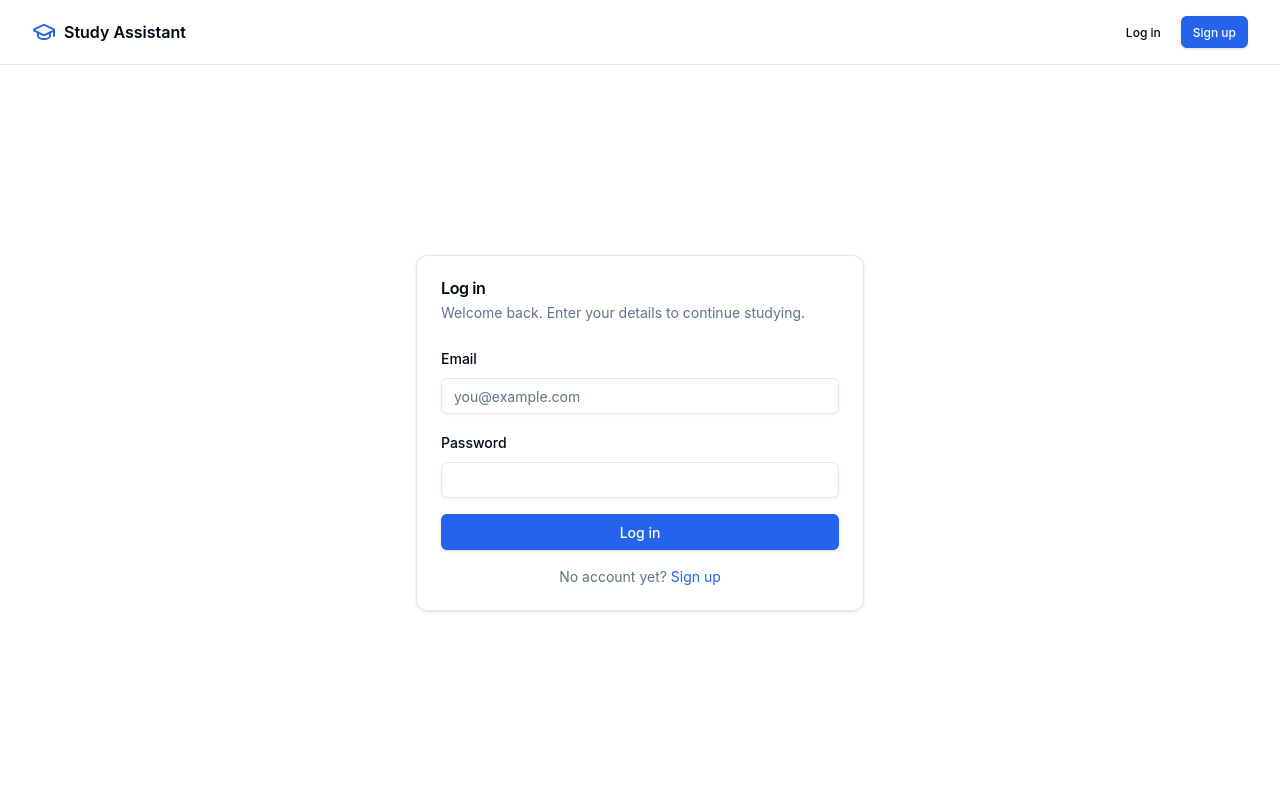 Study Assistant
Log in
Sign up
Log in
Welcome back. Enter your details to continue studying.
Email
you@example.com
Password
Log in
No account yet? Sign up